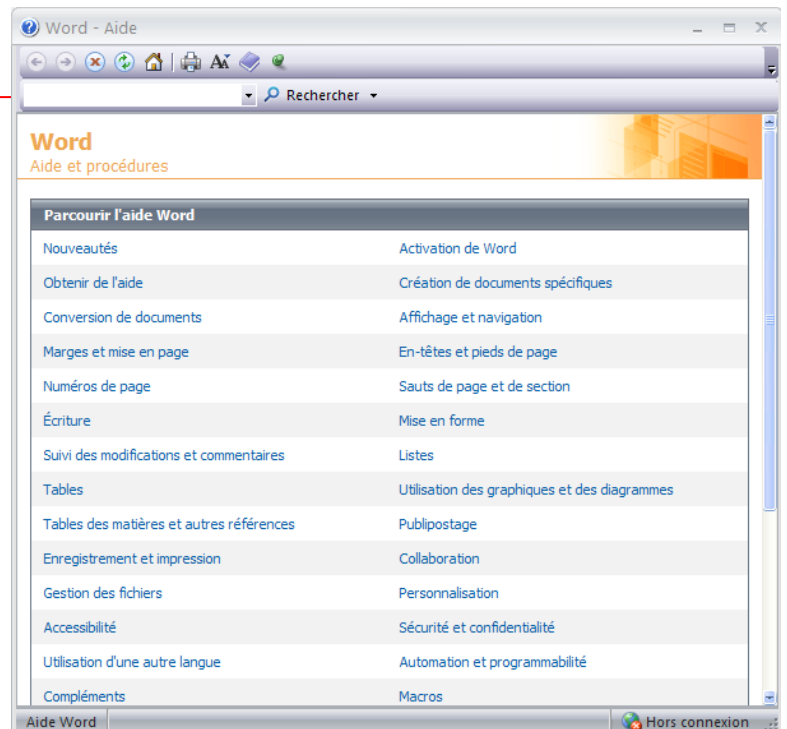 Word - Aide
Rechercher
Word
Aide et procédures
Parcourir l'aide Word
Nouveautés Activation de Word
Obtenir de l'aide Création de documents spécifiques
Conversion de documents Affichage et navigation
Marges et mise en page En-têtes et pieds de page
Numéros de page Sauts de page et de section
Écriture Mise en forme
Suivi des modifications et commentaires Listes
Tables Utilisation des graphiques et des diagrammes
Tables des matières et autres références Publipostage
Enregistrement et impression Collaboration
Gestion des fichiers Personnalisation
Accessibilité Sécurité et confidentialité
Utilisation d'une autre langue Automation et programmabilité
Compléments Macros
Aide Word Hors connexion